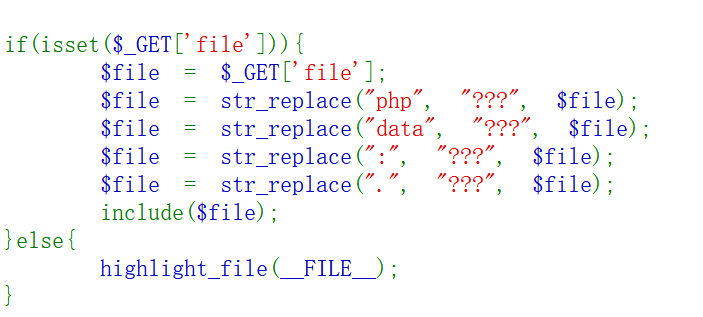 if(isset($_GET['file'])){
        $file = $_GET['file'];
        $file = str_replace("php", "???", $file);
        $file = str_replace("data", "???", $file);
        $file = str_replace(":", "???", $file);
        $file = str_replace(".", "???", $file);
        include($file);
}else{
        highlight_file(__FILE__);
}